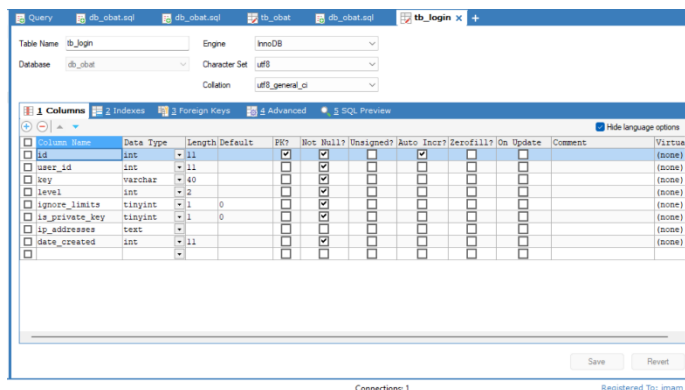 Query db_obat.sql db_obat.sql tb_obat db_obat.sql tb_login × +
Table Name tb_login Engine InnoDB
Database db_obat Character Set utf8
Collation utf8_general_ci
1 Columns 2 Indexes 3 Foreign Keys 4 Advanced 5 SQL Preview
Hide language options
Column Name Data Type Length Default PK? Not Null? Unsigned? Auto Incr? Zerofill? On Update Comment Virtua
id int 11 (none)
user_id int 11 (none)
key varchar 40 (none)
level int 2 (none)
ignore_limits tinyint 1 0 (none)
is_private_key tinyint 1 0 (none)
ip_addresses text (none)
date_created int 11 (none)
(none)
Save Revert
Connections: 1 Registered To: imam